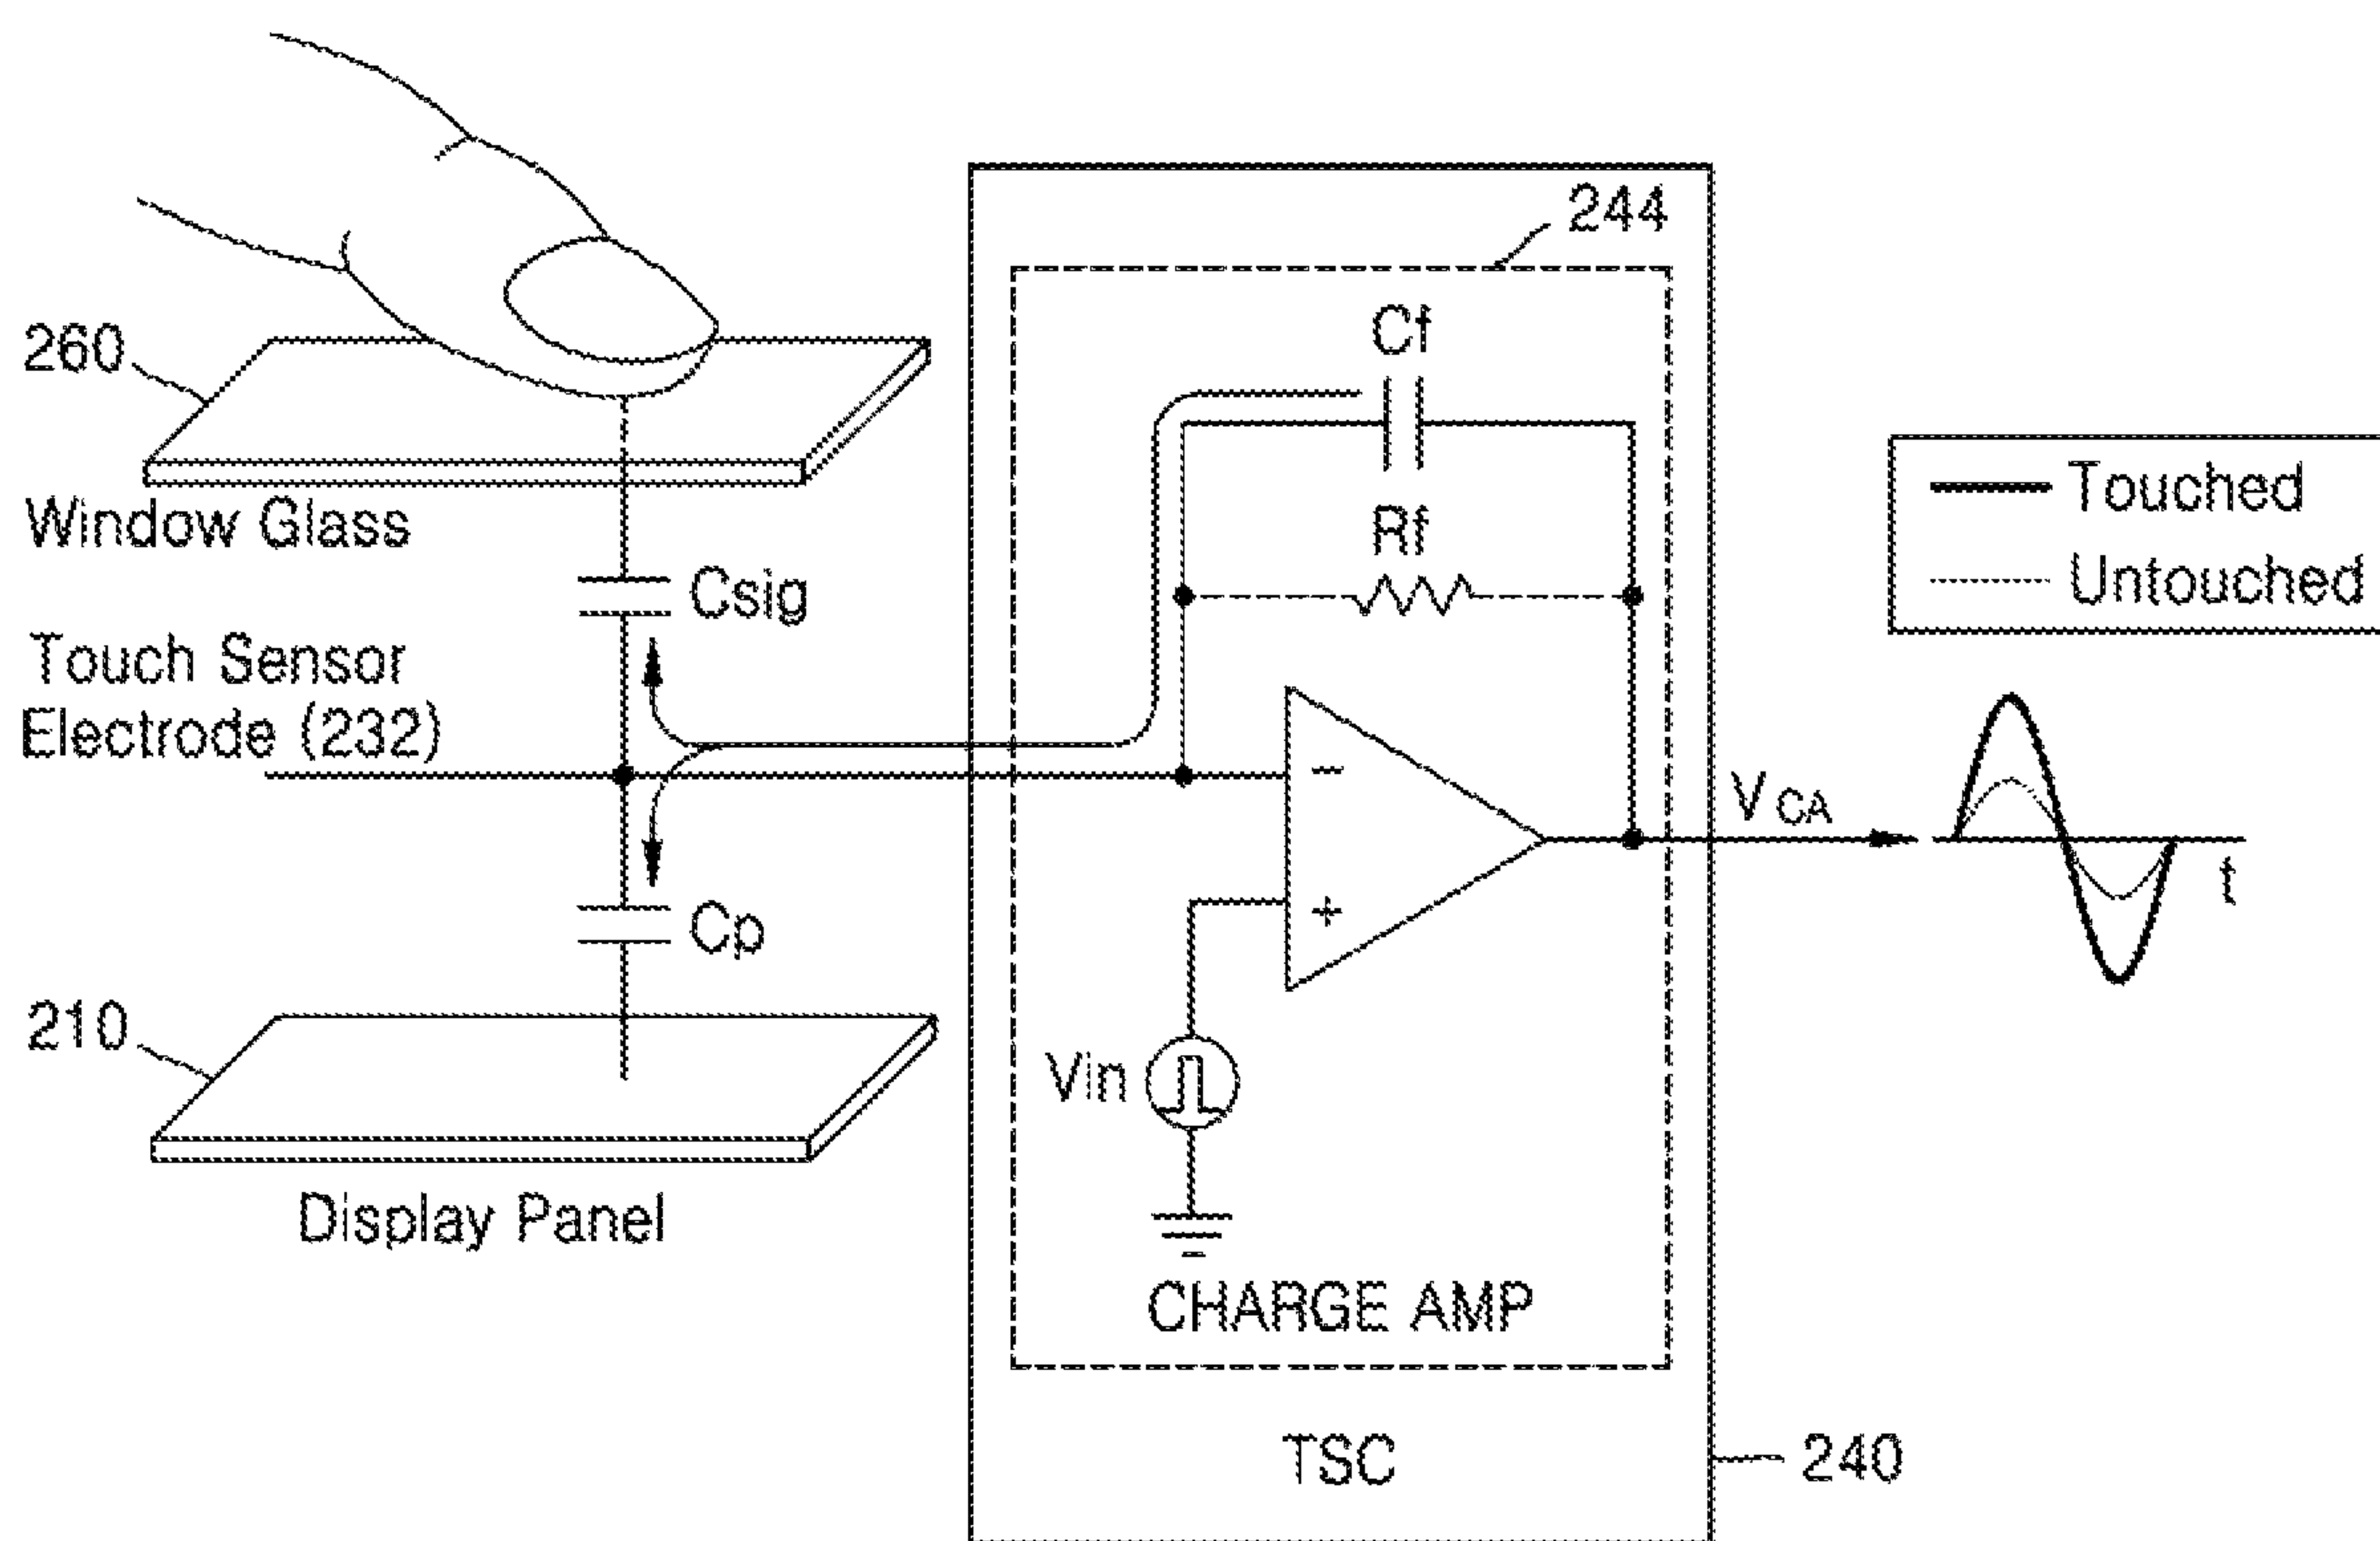 244
Cf
260
Touched
Window Glass
Rf
Untouched
Csig
Touch Sensor
Electrode (232)
−
VCA
t
+
Cp
210
Vin
Display Panel
CHARGE AMP
TSC
240